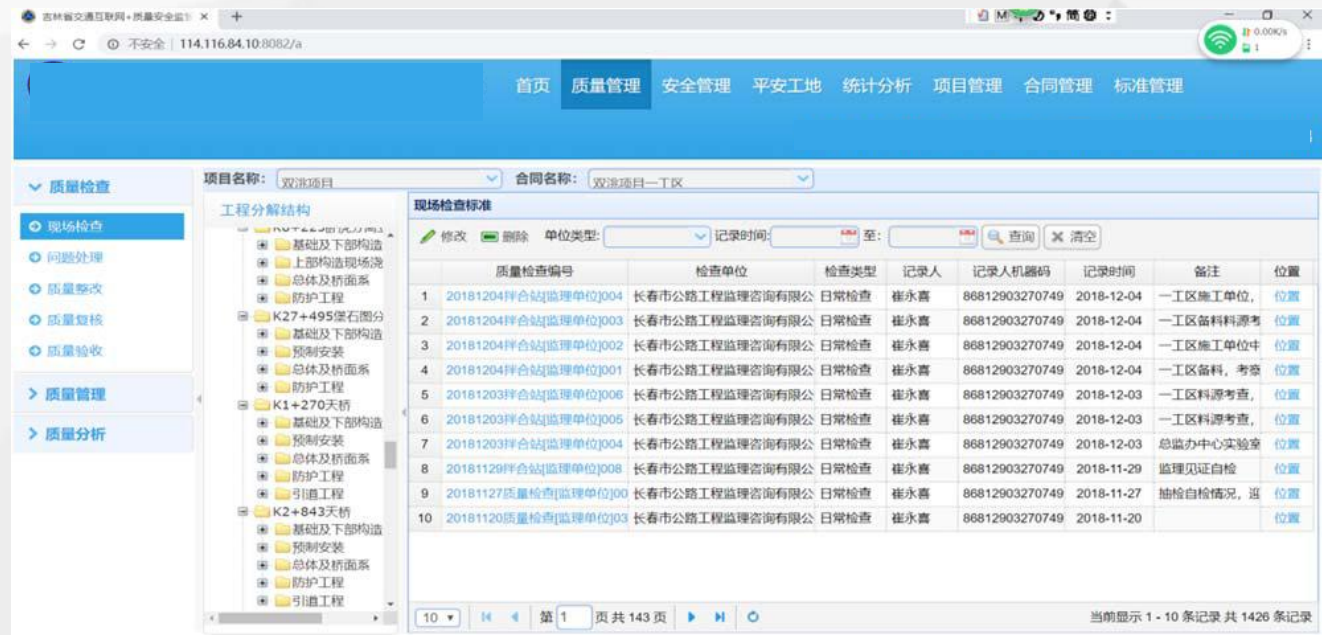 吉林省交通互联网+质量安全监
M 简
不安全 | 114.116.84.10:8082/a
0.00K/s
1
首页 质量管理 安全管理 平安工地 统计分析 项目管理 合同管理 标准管理
质量检查
现场检查
问题处理
质量整改
质量复核
质量验收
质量管理
质量分析
项目名称: 双洮项目 合同名称: 双洮项目一工区
工程分解结构
基础及下部构造
上部构造现场浇
总体及桥面系
防护工程
K27+495堡石图分
基础及下部构造
预制安装
总体及桥面系
防护工程
K1+270天桥
基础及下部构造
预制安装
总体及桥面系
防护工程
引道工程
K2+843天桥
基础及下部构造
预制安装
总体及桥面系
防护工程
引道工程
现场检查标准
修改 删除 单位类型: 记录时间: 至: 查询 清空
质量检查编号 检查单位 检查类型 记录人 记录人机器码 记录时间 备注 位置
1 20181204拌合站[监理单位]004 长春市公路工程监理咨询有限公 日常检查 崔永喜 86812903270749 2018-12-04 一工区施工单位, 位置
2 20181204拌合站[监理单位]003 长春市公路工程监理咨询有限公 日常检查 崔永喜 86812903270749 2018-12-04 一工区备料料源考 位置
3 20181204拌合站[监理单位]002 长春市公路工程监理咨询有限公 日常检查 崔永喜 86812903270749 2018-12-04 一工区施工单位中 位置
4 20181204拌合站[监理单位]001 长春市公路工程监理咨询有限公 日常检查 崔永喜 86812903270749 2018-12-04 一工区备料, 考察 位置
5 20181203拌合站[监理单位]006 长春市公路工程监理咨询有限公 日常检查 崔永喜 86812903270749 2018-12-03 一工区料源考查, 位置
6 20181203拌合站[监理单位]005 长春市公路工程监理咨询有限公 日常检查 崔永喜 86812903270749 2018-12-03 一工区料源考查, 位置
7 20181203拌合站[监理单位]004 长春市公路工程监理咨询有限公 日常检查 崔永喜 86812903270749 2018-12-03 总监办中心实验室 位置
8 20181129拌合站[监理单位]008 长春市公路工程监理咨询有限公 日常检查 崔永喜 86812903270749 2018-11-29 监理见证自检 位置
9 20181127质量检查[监理单位]00 长春市公路工程监理咨询有限公 日常检查 崔永喜 86812903270749 2018-11-27 抽检自检情况, 巡 位置
10 20181120质量检查[监理单位]03 长春市公路工程监理咨询有限公 日常检查 崔永喜 86812903270749 2018-11-20 位置
10 第 1 页 共 143 页 当前显示 1 - 10 条记录 共 1426 条记录